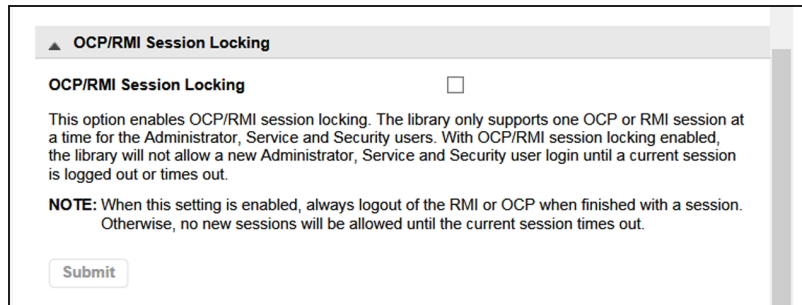 OCP/RMI Session Locking
OCP/RMI Session Locking
This option enables OCP/RMI session locking. The library only supports one OCP or RMI session at
a time for the Administrator, Service and Security users. With OCP/RMI session locking enabled,
the library will not allow a new Administrator, Service and Security user login until a current session
is logged out or times out.
NOTE: When this setting is enabled, always logout of the RMI or OCP when finished with a session.
Otherwise, no new sessions will be allowed until the current session times out.
Submit